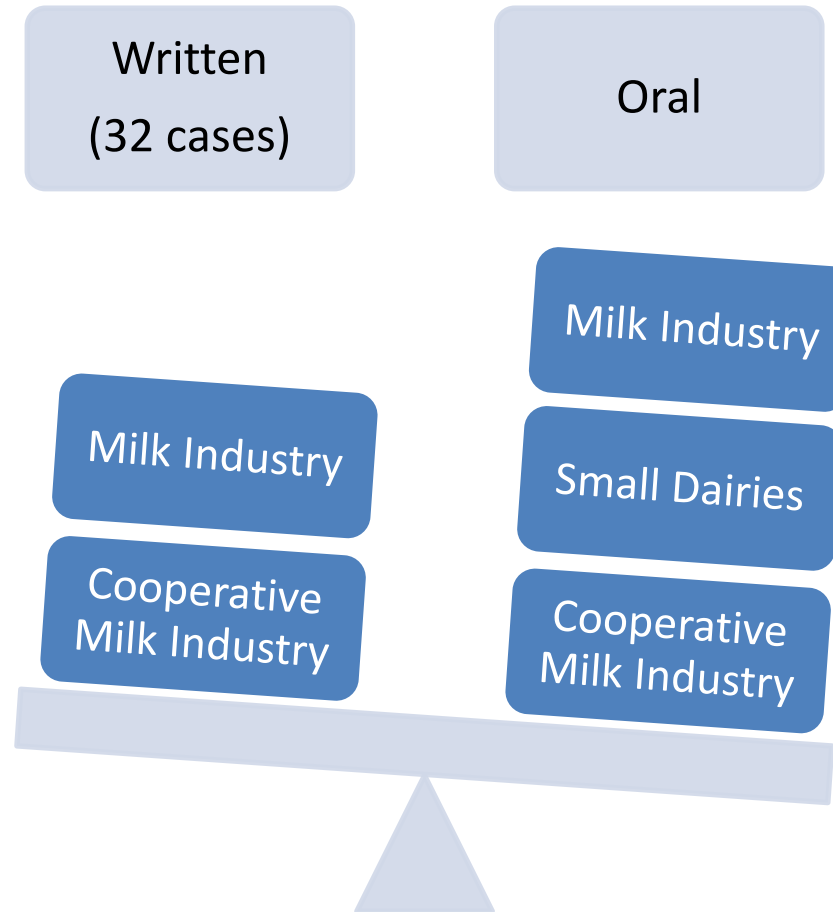 Written
(32 cases)
Oral
Milk Industry
Cooperative
Milk Industry
Milk Industry
Small Dairies
Cooperative
Milk Industry